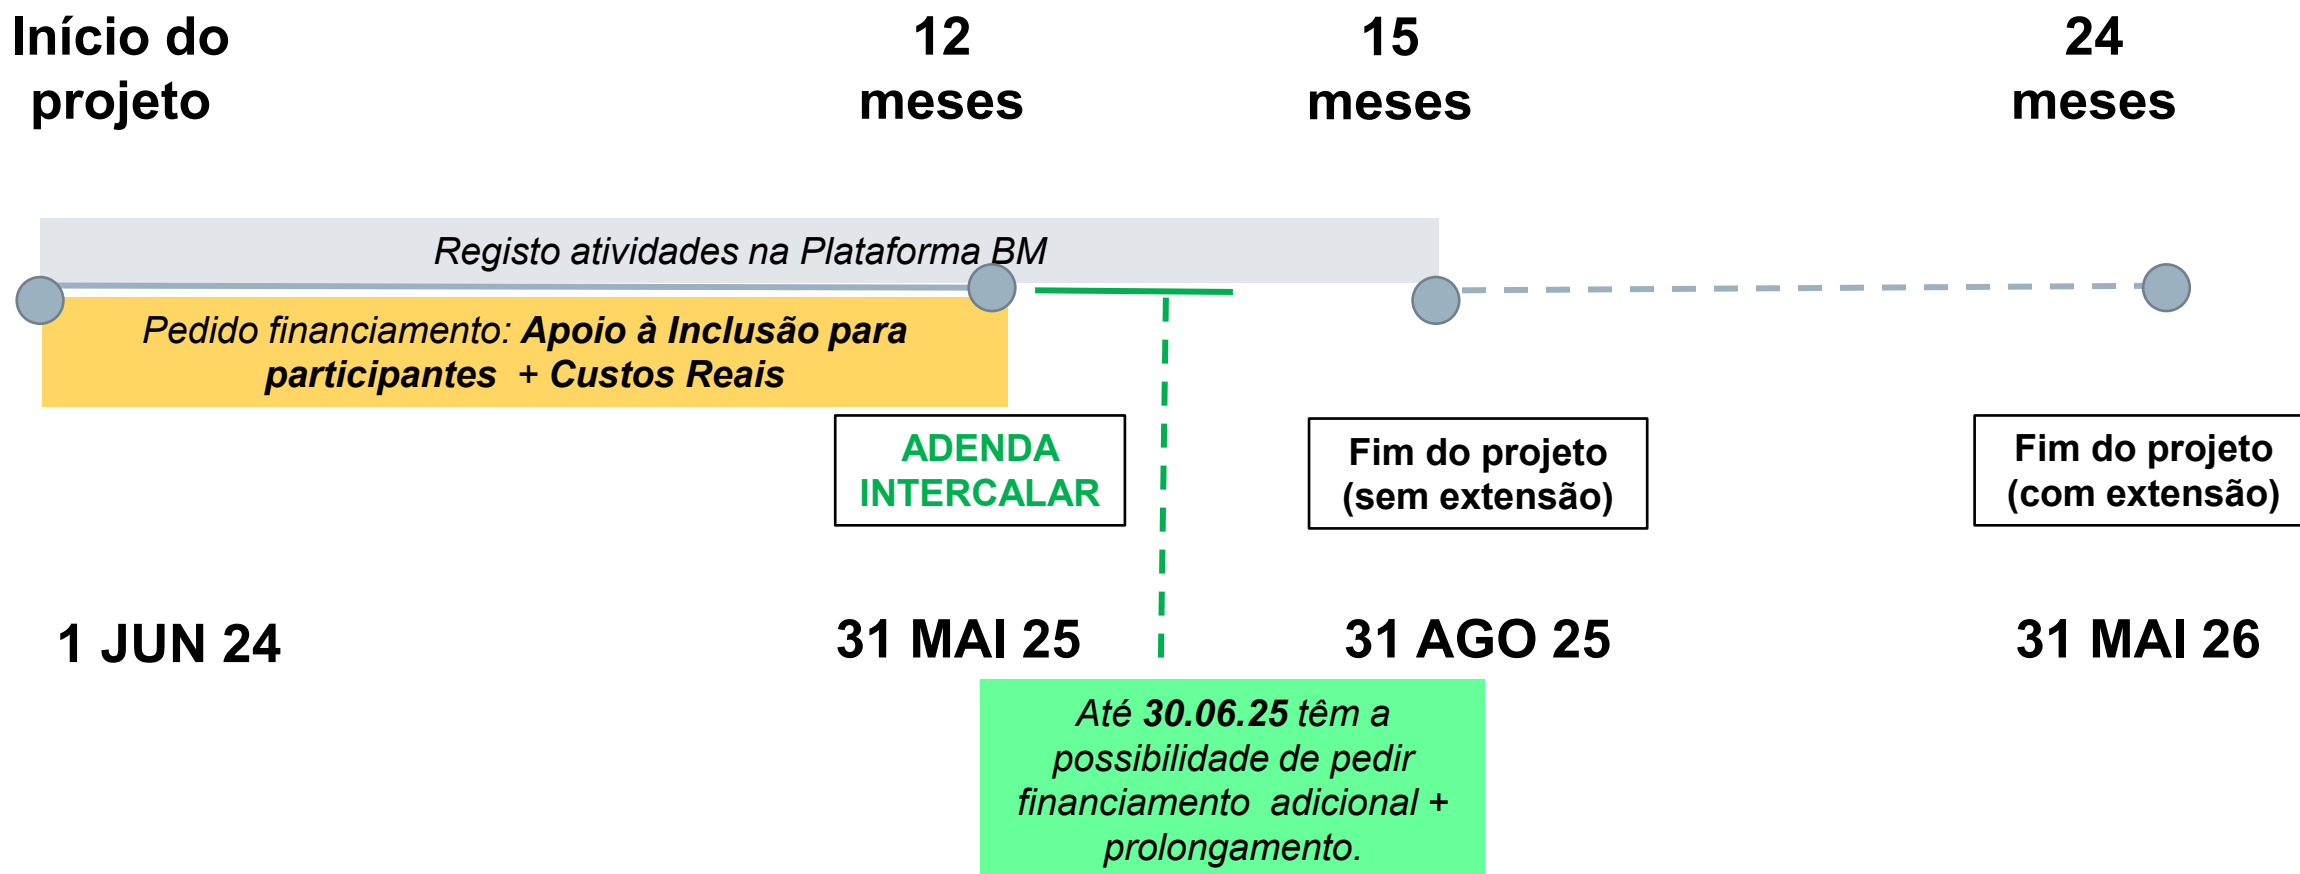 Início do
projeto
12
meses
15
meses
24
meses
Registo atividades na Plataforma BM
Pedido financiamento: Apoio à Inclusão para
participantes + Custos Reais
ADENDA
INTERCALAR
Fim do projeto
(sem extensão)
Fim do projeto
(com extensão)
1 JUN 24
31 MAI 25
31 AGO 25
31 MAI 26
Até 30.06.25 têm a
possibilidade de pedir
financiamento adicional +
prolongamento.